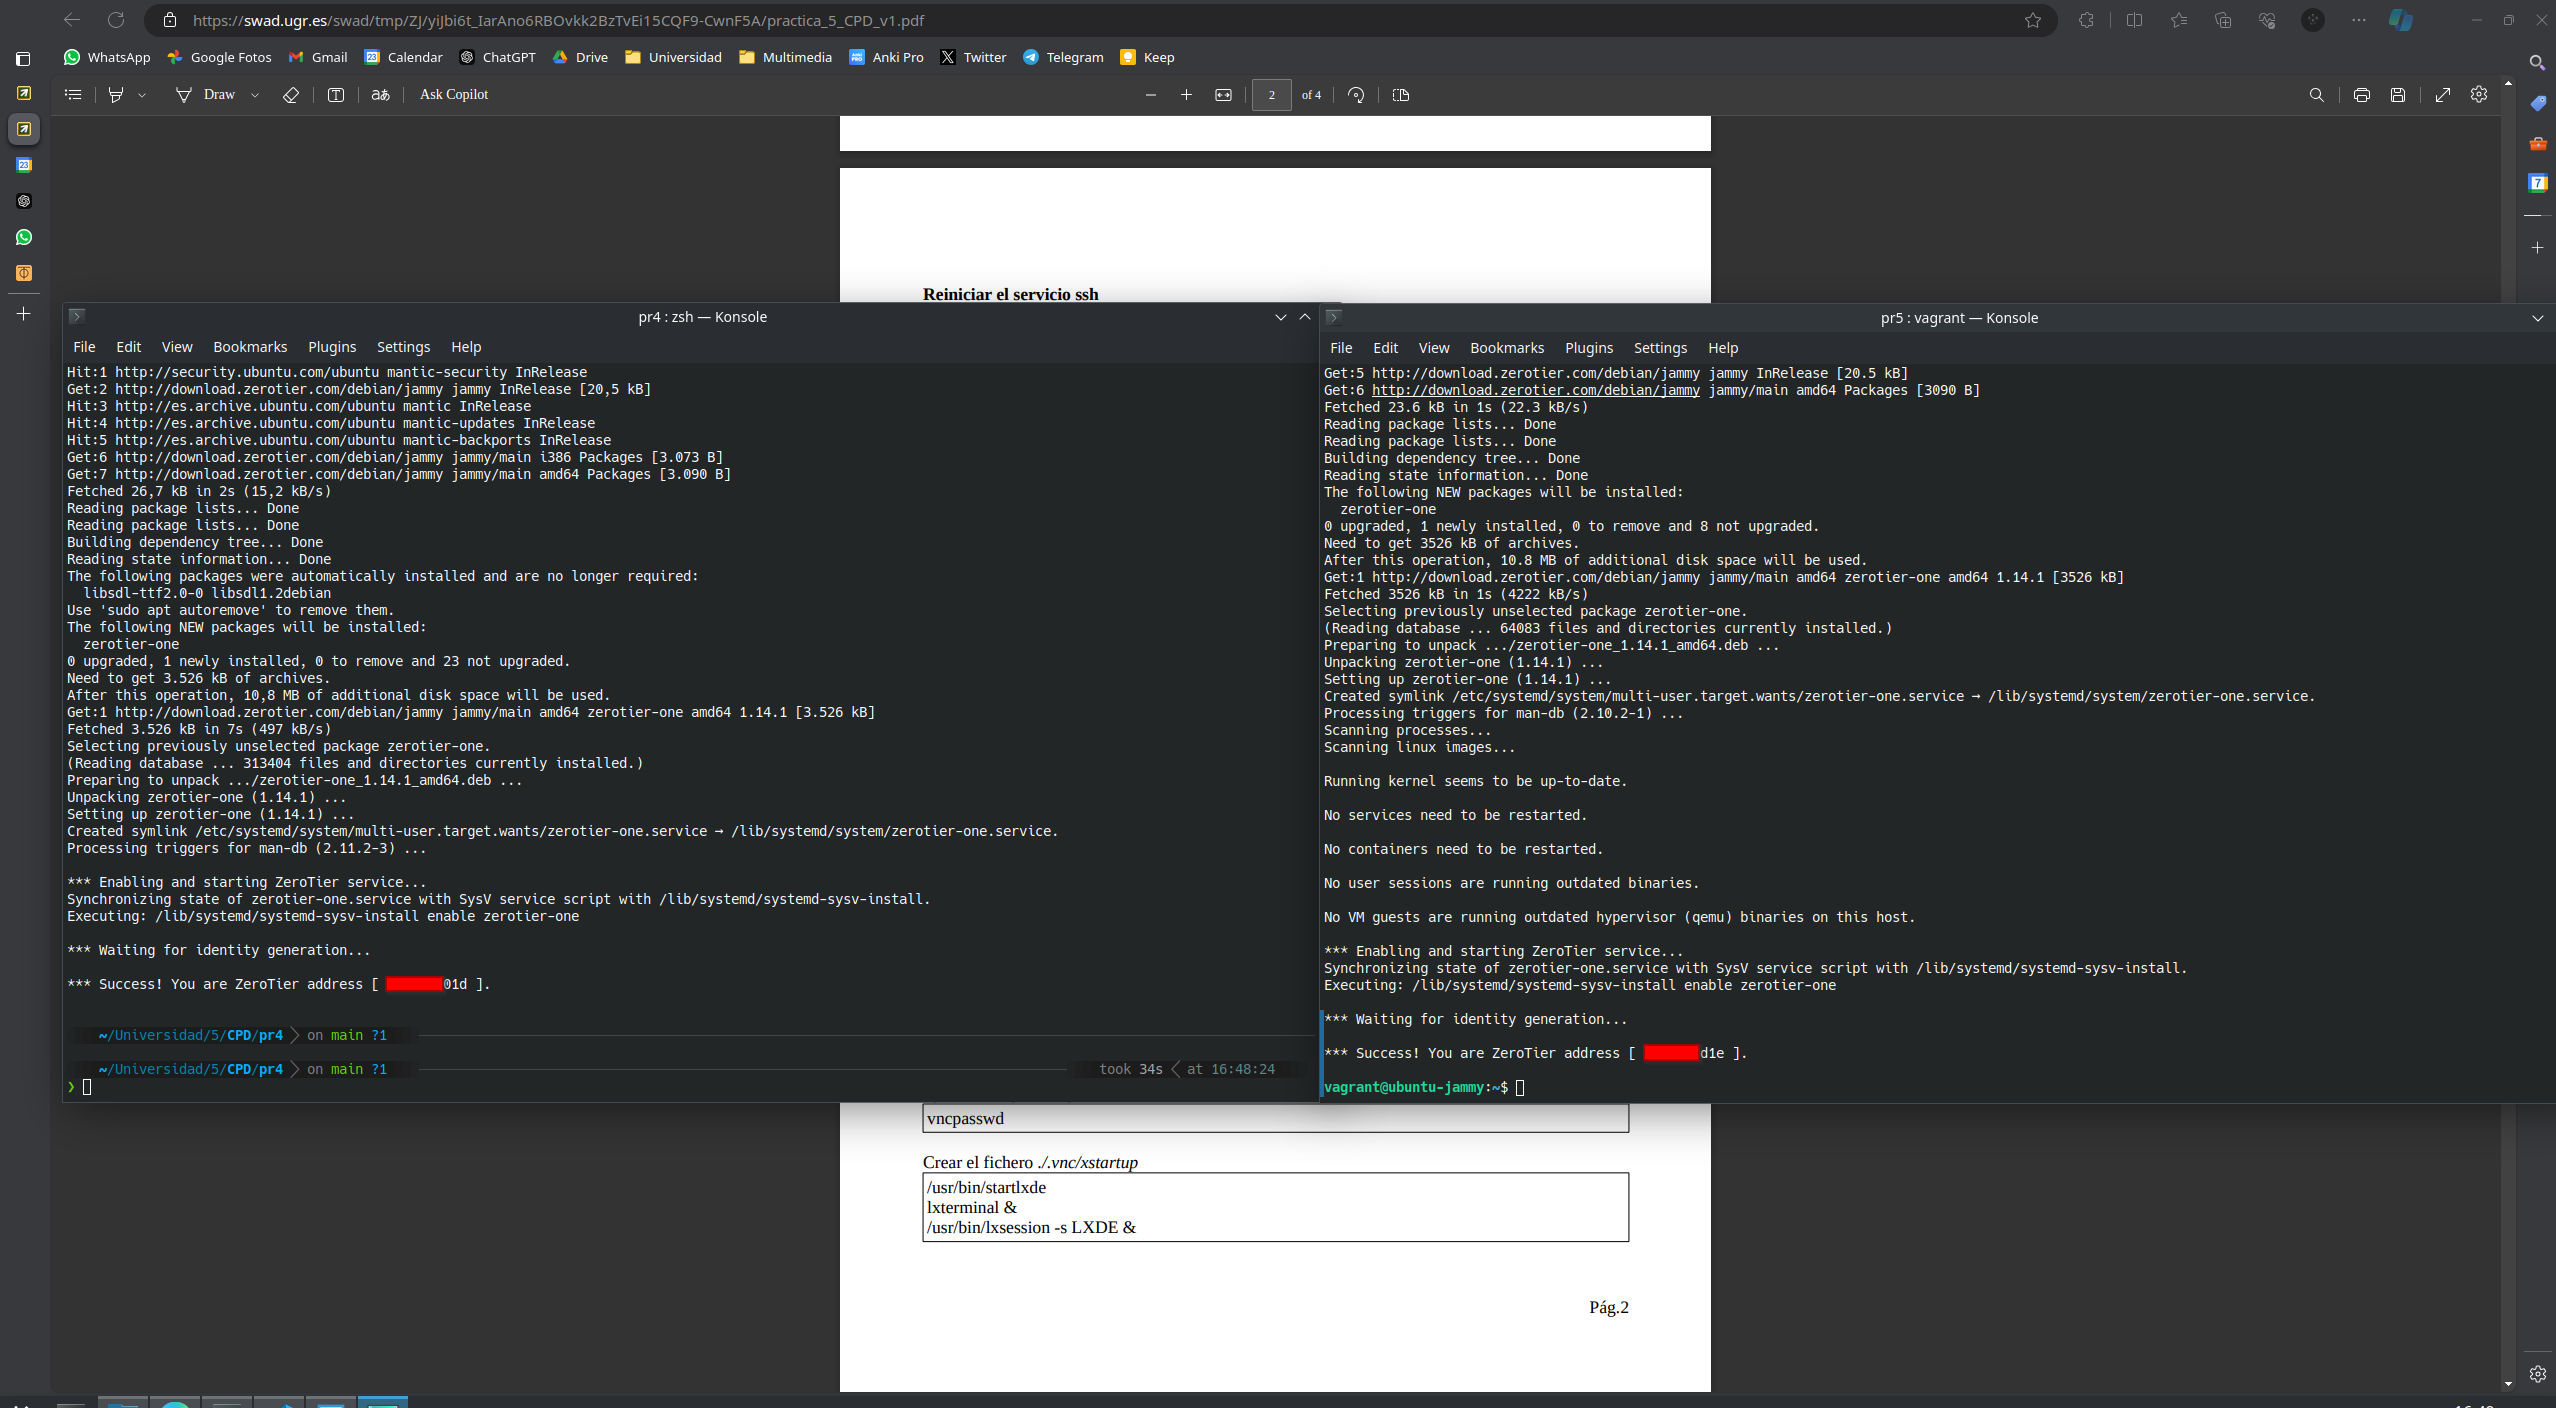 https://swad.ugr.es/swad/tmp/ZJ/yiJbi6t_IarAno6RBOvkk2BzTvEi15CQF9-CwnF5A/practica_5_CPD_v1.pdf
WhatsApp Google Fotos Gmail Calendar ChatGPT Drive Universidad Multimedia Anki Pro Twitter Telegram Keep
Draw aあ Ask Copilot 2 of 4
Reiniciar el servicio ssh
pr4 : zsh — Konsole
File Edit View Bookmarks Plugins Settings Help
Hit:1 http://security.ubuntu.com/ubuntu mantic-security InRelease
Get:2 http://download.zerotier.com/debian/jammy jammy InRelease [20,5 kB]
Hit:3 http://es.archive.ubuntu.com/ubuntu mantic InRelease
Hit:4 http://es.archive.ubuntu.com/ubuntu mantic-updates InRelease
Hit:5 http://es.archive.ubuntu.com/ubuntu mantic-backports InRelease
Get:6 http://download.zerotier.com/debian/jammy jammy/main i386 Packages [3.073 B]
Get:7 http://download.zerotier.com/debian/jammy jammy/main amd64 Packages [3.090 B]
Fetched 26,7 kB in 2s (15,2 kB/s)
Reading package lists... Done
Reading package lists... Done
Building dependency tree... Done
Reading state information... Done
The following packages were automatically installed and are no longer required:
libsdl-ttf2.0-0 libsdl1.2debian
Use 'sudo apt autoremove' to remove them.
The following NEW packages will be installed:
zerotier-one
0 upgraded, 1 newly installed, 0 to remove and 23 not upgraded.
Need to get 3.526 kB of archives.
After this operation, 10,8 MB of additional disk space will be used.
Get:1 http://download.zerotier.com/debian/jammy jammy/main amd64 zerotier-one amd64 1.14.1 [3.526 kB]
Fetched 3.526 kB in 7s (497 kB/s)
Selecting previously unselected package zerotier-one.
(Reading database ... 313404 files and directories currently installed.)
Preparing to unpack .../zerotier-one_1.14.1_amd64.deb ...
Unpacking zerotier-one (1.14.1) ...
Setting up zerotier-one (1.14.1) ...
Created symlink /etc/systemd/system/multi-user.target.wants/zerotier-one.service → /lib/systemd/system/zerotier-one.service.
Processing triggers for man-db (2.11.2-3) ...
*** Enabling and starting ZeroTier service...
Synchronizing state of zerotier-one.service with SysV service script with /lib/systemd/systemd-sysv-install.
Executing: /lib/systemd/systemd-sysv-install enable zerotier-one
*** Waiting for identity generation...
*** Success! You are ZeroTier address [ 01d ].
~/Universidad/5/CPD/pr4 on main ?1
~/Universidad/5/CPD/pr4 on main ?1 took 34s at 16:48:24
❯
pr5 : vagrant — Konsole
File Edit View Bookmarks Plugins Settings Help
Get:5 http://download.zerotier.com/debian/jammy jammy InRelease [20.5 kB]
Get:6 http://download.zerotier.com/debian/jammy jammy/main amd64 Packages [3090 B]
Fetched 23.6 kB in 1s (22.3 kB/s)
Reading package lists... Done
Reading package lists... Done
Building dependency tree... Done
Reading state information... Done
The following NEW packages will be installed:
zerotier-one
0 upgraded, 1 newly installed, 0 to remove and 8 not upgraded.
Need to get 3526 kB of archives.
After this operation, 10.8 MB of additional disk space will be used.
Get:1 http://download.zerotier.com/debian/jammy jammy/main amd64 zerotier-one amd64 1.14.1 [3526 kB]
Fetched 3526 kB in 1s (4222 kB/s)
Selecting previously unselected package zerotier-one.
(Reading database ... 64083 files and directories currently installed.)
Preparing to unpack .../zerotier-one_1.14.1_amd64.deb ...
Unpacking zerotier-one (1.14.1) ...
Setting up zerotier-one (1.14.1) ...
Created symlink /etc/systemd/system/multi-user.target.wants/zerotier-one.service → /lib/systemd/system/zerotier-one.service.
Processing triggers for man-db (2.10.2-1) ...
Scanning processes...
Scanning linux images...
Running kernel seems to be up-to-date.
No services need to be restarted.
No containers need to be restarted.
No user sessions are running outdated binaries.
No VM guests are running outdated hypervisor (qemu) binaries on this host.
*** Enabling and starting ZeroTier service...
Synchronizing state of zerotier-one.service with SysV service script with /lib/systemd/systemd-sysv-install.
Executing: /lib/systemd/systemd-sysv-install enable zerotier-one
*** Waiting for identity generation...
*** Success! You are ZeroTier address [ d1e ].
vagrant@ubuntu-jammy:~$
vncpasswd
Crear el fichero ./.vnc/xstartup
/usr/bin/startlxde
lxterminal &
/usr/bin/lxsession -s LXDE &
Pág.2